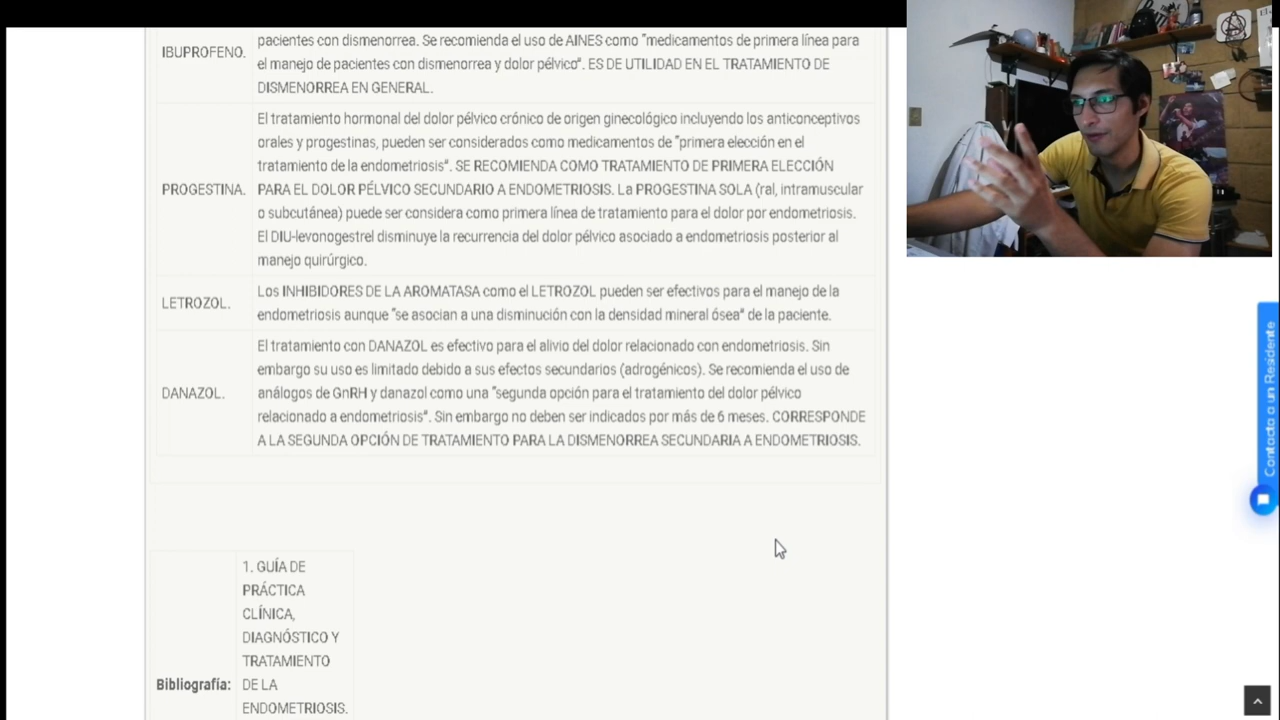 pacientes con dismenorrea. Se recomienda el uso de AINES como "medicamentos de primera línea para
IBUPROFENO.
el manejo de pacientes con dismenorrea y dolor pélvico". ES DE UTILIDAD EN EL TRATAMIENTO DE
DISMENORREA EN GENERAL.
El tratamiento hormonal del dolor pélvico crónico de origen ginecológico incluyendo los anticonceptivos
orales y progestinas, pueden ser considerados como medicamentos de "primera elección en el
tratamiento de la endometriosis". SE RECOMIENDA COMO TRATAMIENTO DE PRIMERA ELECCIÓN
PROGESTINA.
PARA EL DOLOR PÉLVICO SECUNDARIO A ENDOMETRIOSIS. La PROGESTINA SOLA (ral, intramuscular
o subcutánea) puede ser considera como primera línea de tratamiento para el dolor por endometriosis.
El DIU-levonogestrel disminuye la recurrencia del dolor pélvico asociado a endometriosis posterior al
manejo quirúrgico.
LETROZOL.
Los INHIBIDORES DE LA AROMATASA como el LETROZOL pueden ser efectivos para el manejo de la
endometriosis aunque "se asocian a una disminución con la densidad mineral ósea" de la paciente.
El tratamiento con DANAZOL es efectivo para el alivio del dolor relacionado con endometriosis. Sin
embargo su uso es limitado debido a sus efectos secundarios (adrogénicos). Se recomienda el uso de
DANAZOL.
análogos de GnRH y danazol como una "segunda opción para el tratamiento del dolor pélvico
relacionado a endometriosis". Sin embargo no deben ser indicados por más de 6 meses. CORRESPONDE
A LA SEGUNDA OPCIÓN DE TRATAMIENTO PARA LA DISMENORREA SECUNDARIA A ENDOMETRIOSIS.
Contacta a un Residente
Bibliografía:
1. GUÍA DE
PRÁCTICA
CLÍNICA,
DIAGNÓSTICO Y
TRATAMIENTO
DE LA
ENDOMETRIOSIS.